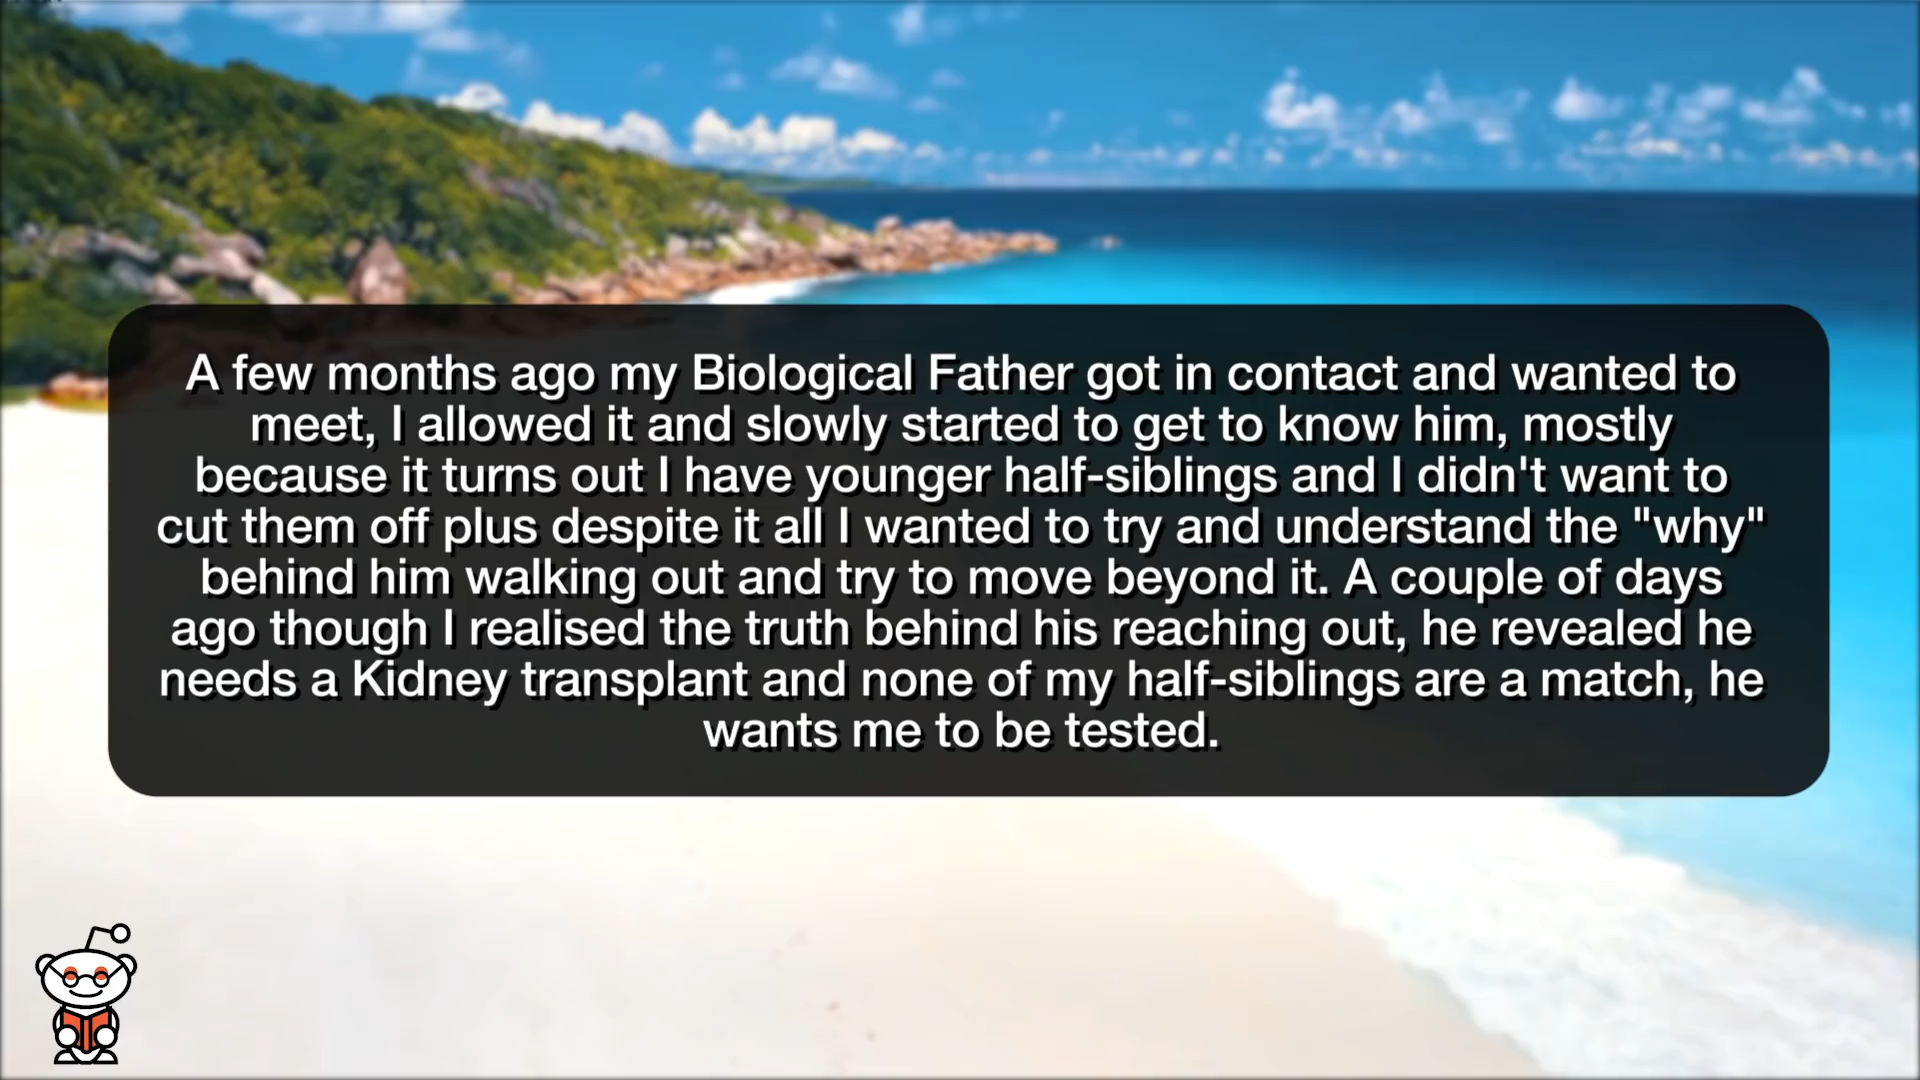 A few months ago my Biological Father got in contact and wanted to
meet, I allowed it and slowly started to get to know him, mostly
because it turns out I have younger half-siblings and I didn't want to
cut them off plus despite it all I wanted to try and understand the "why"
behind him walking out and try to move beyond it. A couple of days
ago though I realised the truth behind his reaching out, he revealed he
needs a Kidney transplant and none of my half-siblings are a match, he
wants me to be tested.